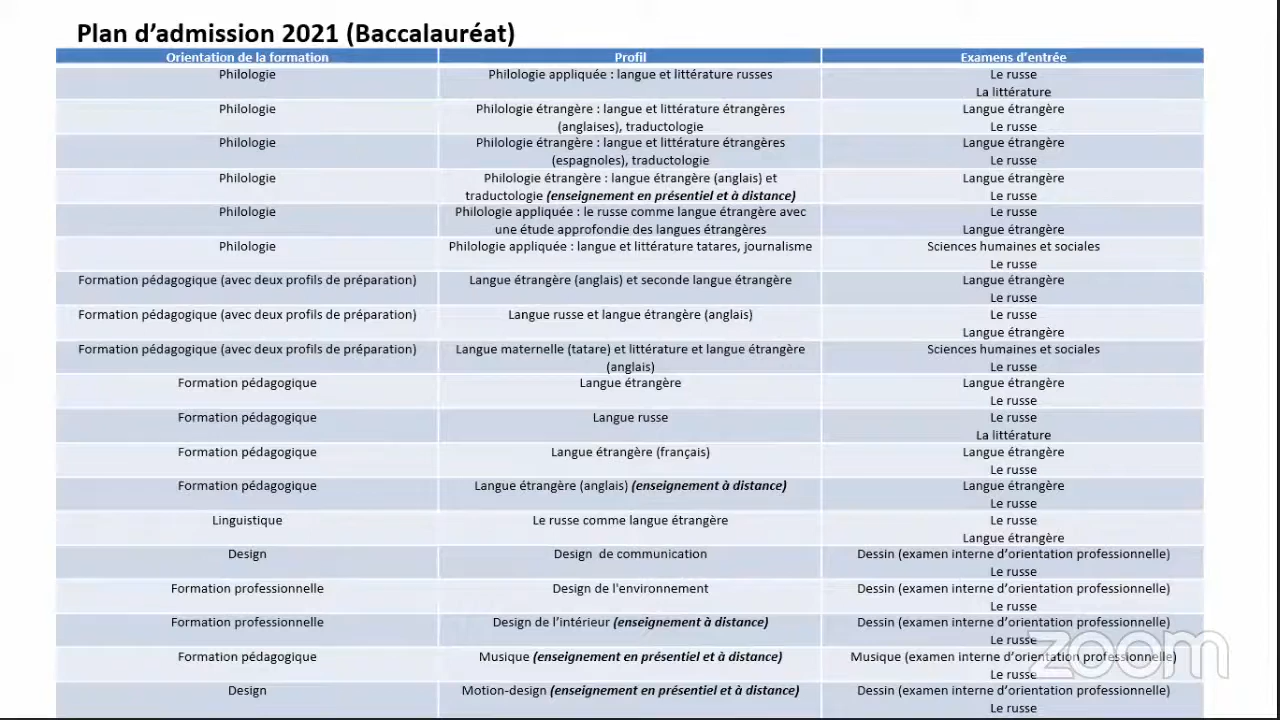 Plan d’admission 2021 (Baccalauréat)
Orientation de la formation Profil Examens d'entrée
Philologie Philologie appliquée : langue et littérature russes Le russe
La littérature
Philologie Philologie étrangère : langue et littérature étrangères Langue étrangère
(anglaises), traductologie Le russe
Philologie Philologie étrangère : langue et littérature étrangères Langue étrangère
(espagnoles), traductologie Le russe
Philologie Philologie étrangère : langue étrangère (anglais) et Langue étrangère
traductologie (enseignement en présentiel et à distance) Le russe
Philologie Philologie appliquée : le russe comme langue étrangère avec Le russe
une étude approfondie des langues étrangères Langue étrangère
Philologie Philologie appliquée : langue et littérature tatares, journalisme Sciences humaines et sociales
Le russe
Formation pédagogique (avec deux profils de préparation) Langue étrangère (anglais) et seconde langue étrangère Langue étrangère
Le russe
Formation pédagogique (avec deux profils de préparation) Langue russe et langue étrangère (anglais) Le russe
Langue étrangère
Formation pédagogique (avec deux profils de préparation) Langue maternelle (tatare) et littérature et langue étrangère Sciences humaines et sociales
(anglais) Le russe
Formation pédagogique Langue étrangère Langue étrangère
Le russe
Formation pédagogique Langue russe Le russe
La littérature
Formation pédagogique Langue étrangère (français) Langue étrangère
Le russe
Formation pédagogique Langue étrangère (anglais) (enseignement à distance) Langue étrangère
Le russe
Linguistique Le russe comme langue étrangère Le russe
Langue étrangère
Design Design de communication Dessin (examen interne d’orientation professionnelle)
Le russe
Formation professionnelle Design de l'environnement Dessin (examen interne d’orientation professionnelle)
Le russe
Formation professionnelle Design de l’intérieur (enseignement à distance) Dessin (examen interne d’orientation professionnelle)
Le russe
Formation pédagogique Musique (enseignement en présentiel et à distance) Musique (examen interne d’orientation professionnelle)
Le russe
Design Motion-design (enseignement en présentiel et à distance) Dessin (examen interne d’orientation professionnelle)
Le russe
zoom